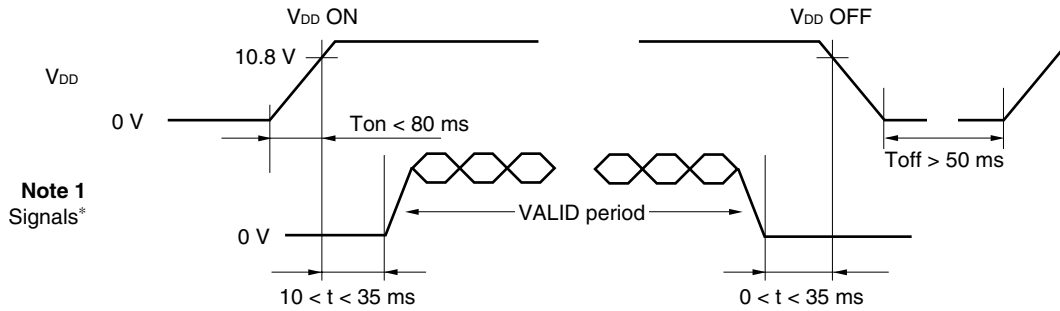 VDD ON
VDD OFF
10.8 V
VDD
0 V
Ton < 80 ms
Toff > 50 ms
Note 1
Signals*
VALID period
0 V
10 < t < 35 ms
0 < t < 35 ms